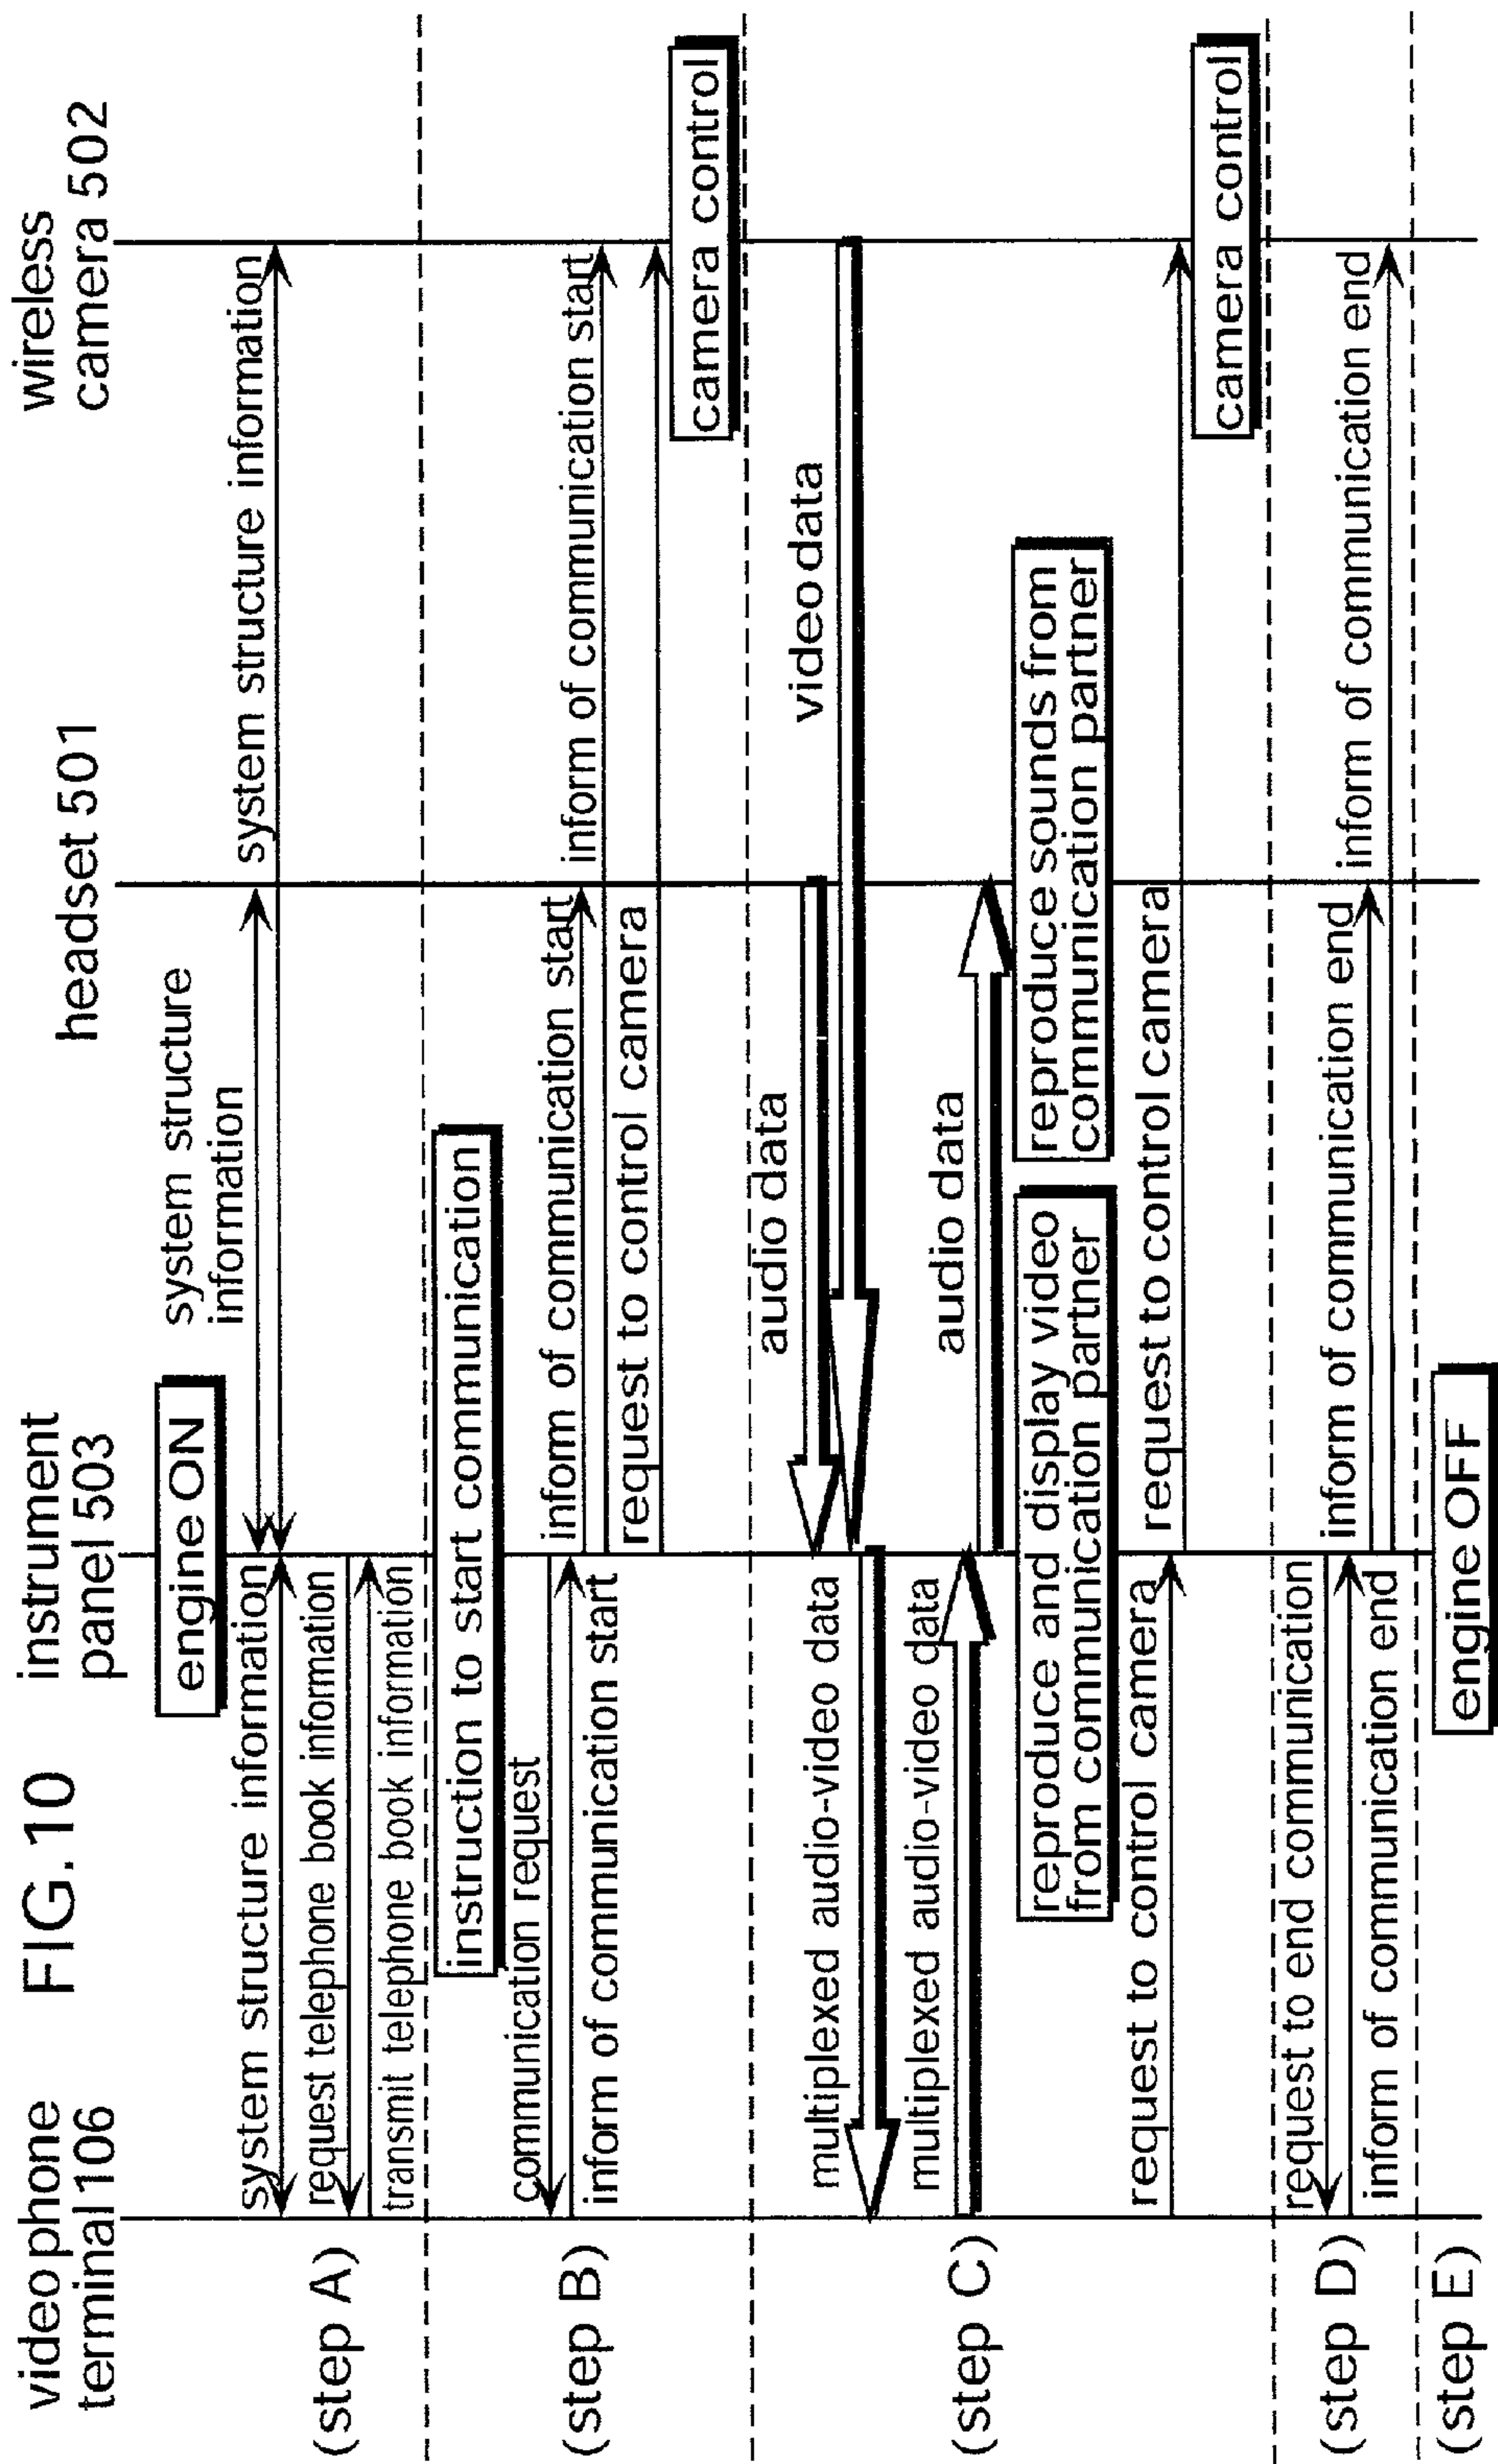 FIG. 10
video phone
terminal 106
instrument
panel 503
headset 501
wireless
camera 502
engine ON
(step A)
system structure information
system structure
information
system structure information
request telephone book information
transmit telephone book information
instruction to start communication
(step B)
communication request
inform of communication start
inform of communication start
inform of communication start
request to control camera
camera control
(step C)
audio data
video data
multiplexed audio-video data
multiplexed audio-video data
audio data
reproduce and display video
from communication partner
reproduce sounds from
communication partner
request to control camera
request to control camera
camera control
(step D)
request to end communication
inform of communication end
inform of communication end
inform of communication end
(step E)
engine OFF